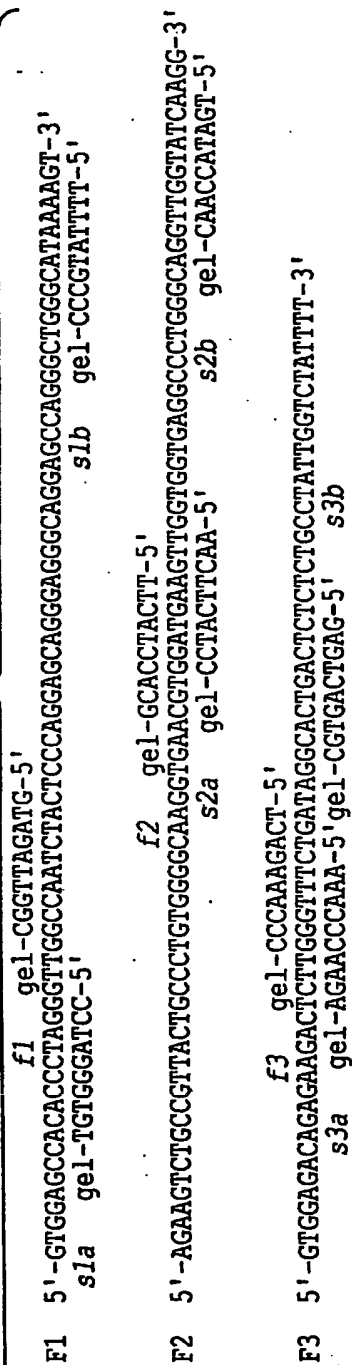 f1 gel-CGGTTAGATG-5'
F1 5'-GTGGAGCCACACCCTAGGGTTGGCCAATCTACTCCCAGGAGCAGGGAGGGCAGGAGCCAGGGCTGGGCATAAAAGT-3'
s1a gel-TGTGGGATCC-5' s1b gel-CCCGTATTTT-5'
f2 gel-GCACCTACTT-5'
F2 5'-AGAAGTCTGCCGTTACTGCCCTGTGGGGCAAGGTGAACGTGGATGAAGTTGGTGGTGAGGCCCTGGGCAGGTTGGTATCAAGG-3'
s2a gel-CCTACTTCAA-5' s2b gel-CAACCATAGT-5'
f3 gel-CCCAAAGACT-5'
F3 5'-GTGGAGACAGAGAAGACTCTTGGGTTTCTGATAGGCACTGACTCTCTCTGCCTATTGGTCTATTTT-3'
s3a gel-AGAACCCAAA-5' gel-CGTGACTGAG-5' s3b